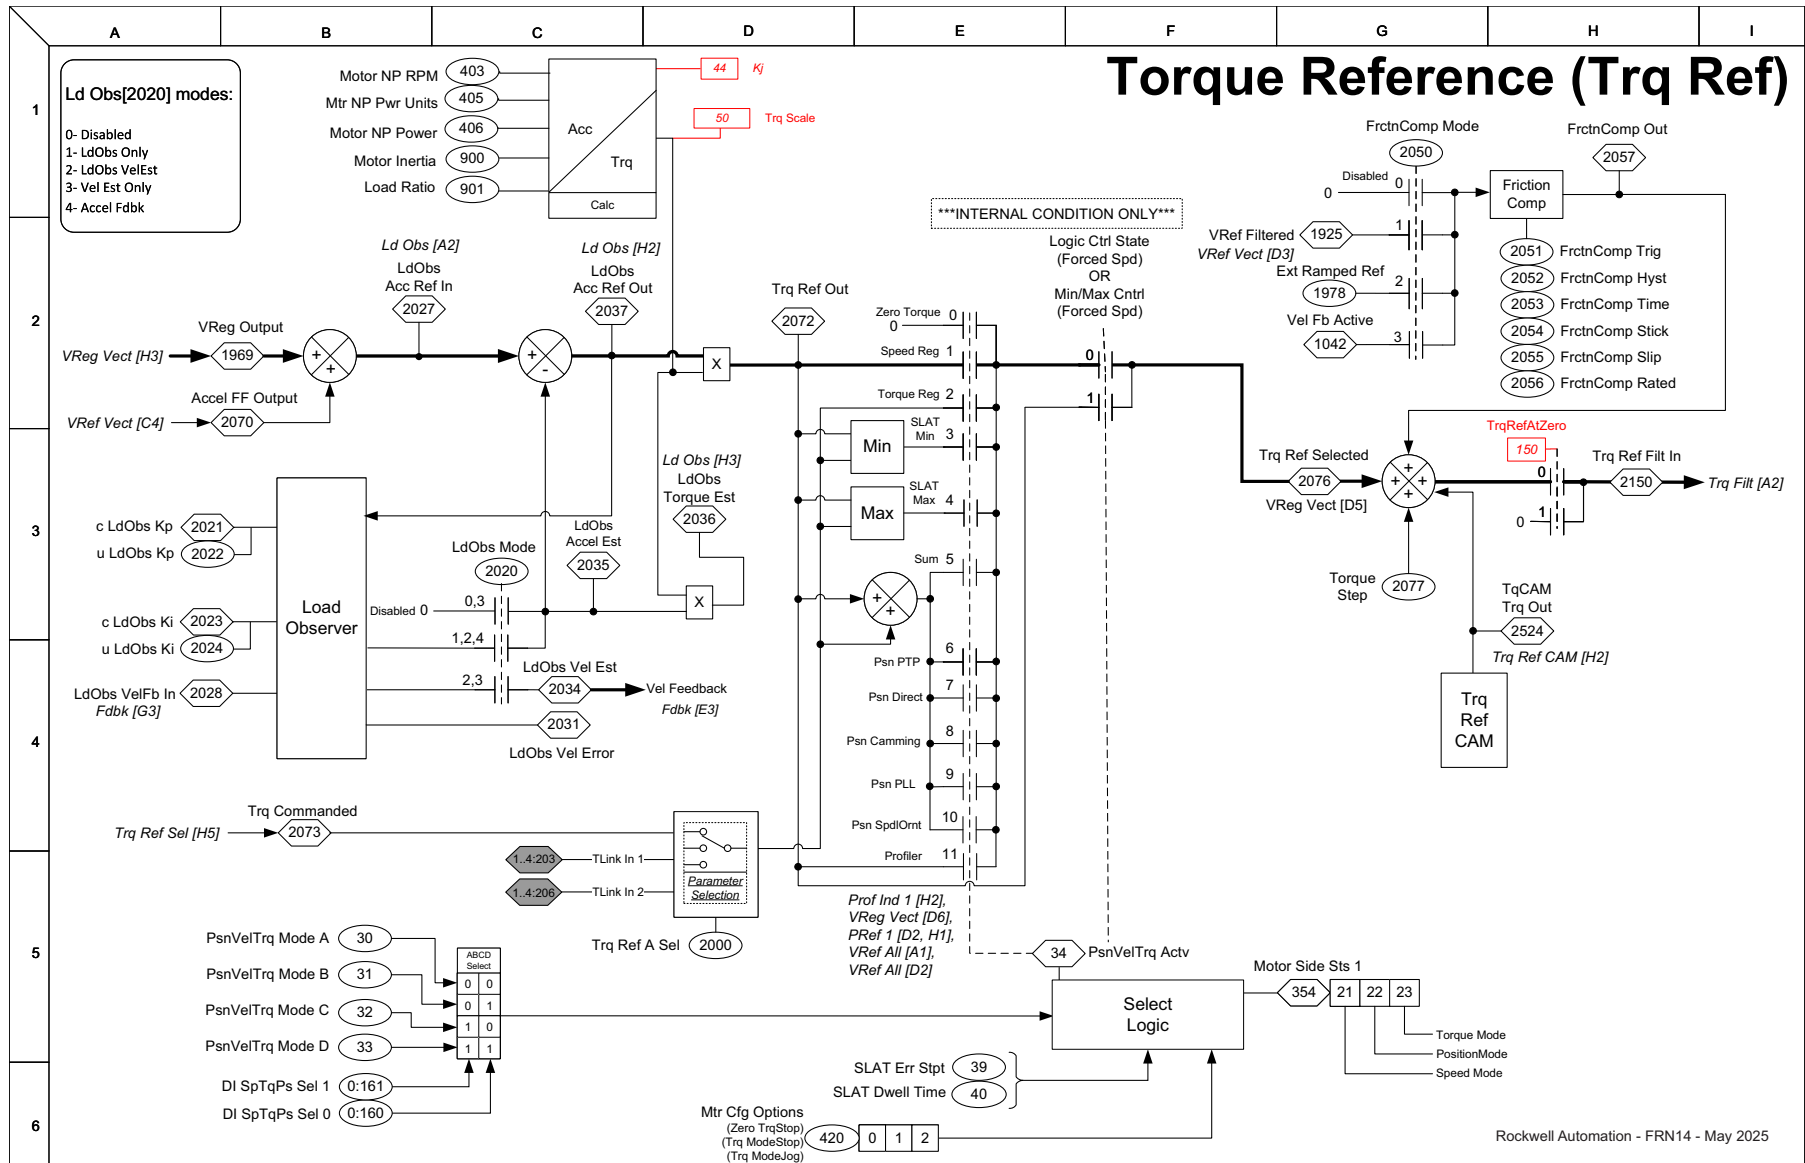 A
B
C
D
E
F
G
H
I
1
2
3
4
5
6
Torque Reference (Trq Ref)
Ld Obs[2020] modes:
0- Disabled
1- LdObs Only
2- LdObs VelEst
3- Vel Est Only
4- Accel Fdbk
Motor NP RPM
403
Mtr NP Pwr Units
405
Motor NP Power
406
Motor Inertia
900
Load Ratio
901
Acc
Trq
Calc
44
Kj
50
Trq Scale
FrctnComp Mode
2050
Disabled
0
0
VRef Filtered
VRef Vect [D3]
1925
1
Ext Ramped Ref
1978
2
Vel Fb Active
1042
3
Friction
Comp
FrctnComp Out
2057
2051
FrctnComp Trig
2052
FrctnComp Hyst
2053
FrctnComp Time
2054
FrctnComp Stick
2055
FrctnComp Slip
2056
FrctnComp Rated
***INTERNAL CONDITION ONLY***
Logic Ctrl State
(Forced Spd)
OR
Min/Max Cntrl
(Forced Spd)
0
1
Ld Obs [A2]
LdObs
Acc Ref In
2027
Ld Obs [H2]
LdObs
Acc Ref Out
2037
VReg Output
VReg Vect [H3]
1969
+
+
+
-
X
Accel FF Output
VRef Vect [C4]
2070
Trq Ref Out
2072
Zero Torque
0
0
Speed Reg
1
Torque Reg
2
Min
SLAT
Min
3
Max
SLAT
Max
4
Sum
5
+
+
Psn PTP
6
Psn Direct
7
Psn Camming
8
Psn PLL
9
Psn SpdlOrnt
10
Profiler
11
Ld Obs [H3]
LdObs
Torque Est
2036
X
LdObs
Accel Est
2035
LdObs Mode
2020
Disabled 0
0,3
1,2,4
2,3
LdObs Vel Est
2034
Vel Feedback
Fdbk [E3]
2031
LdObs Vel Error
Load
Observer
c LdObs Kp
2021
u LdObs Kp
2022
c LdObs Ki
2023
u LdObs Ki
2024
LdObs VelFb In
Fdbk [G3]
2028
Trq Ref Selected
2076
VReg Vect [D5]
+
+
+
+
Torque
Step
2077
TrqRefAtZero
150
0
0
1
Trq Ref Filt In
2150
Trq Filt [A2]
TqCAM
Trq Out
2524
Trq Ref CAM [H2]
Trq
Ref
CAM
Trq Commanded
Trq Ref Sel [H5]
2073
1..4:203
TLink In 1
1..4:206
TLink In 2
Parameter
Selection
Trq Ref A Sel
2000
Prof Ind 1 [H2],
VReg Vect [D6],
PRef 1 [D2, H1],
VRef All [A1],
VRef All [D2]
34
PsnVelTrq Actv
PsnVelTrq Mode A
30
PsnVelTrq Mode B
31
PsnVelTrq Mode C
32
PsnVelTrq Mode D
33
ABCD
Select
0 0
0 1
1 0
1 1
DI SpTqPs Sel 1
0:161
DI SpTqPs Sel 0
0:160
Select
Logic
Motor Side Sts 1
354
21 22 23
Torque Mode
PositionMode
Speed Mode
SLAT Err Stpt
39
SLAT Dwell Time
40
Mtr Cfg Options
(Zero TrqStop)
(Trq ModeStop)
(Trq ModeJog)
420
0 1 2
Rockwell Automation - FRN14 - May 2025